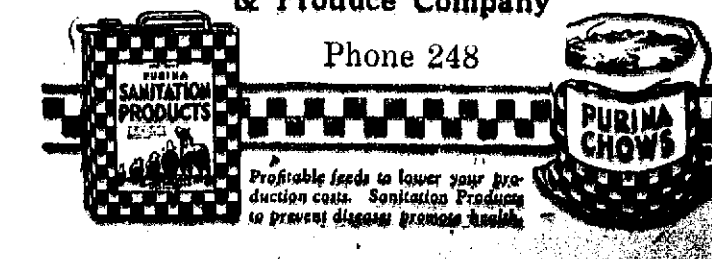 & Produce Company
Phone 248
PURINA
SANITATION
PRODUCTS
PURINA
CHOWS
Profitable feeds to lower your pro-
duction costs. Sanitation Products
to prevent diseases promote health.